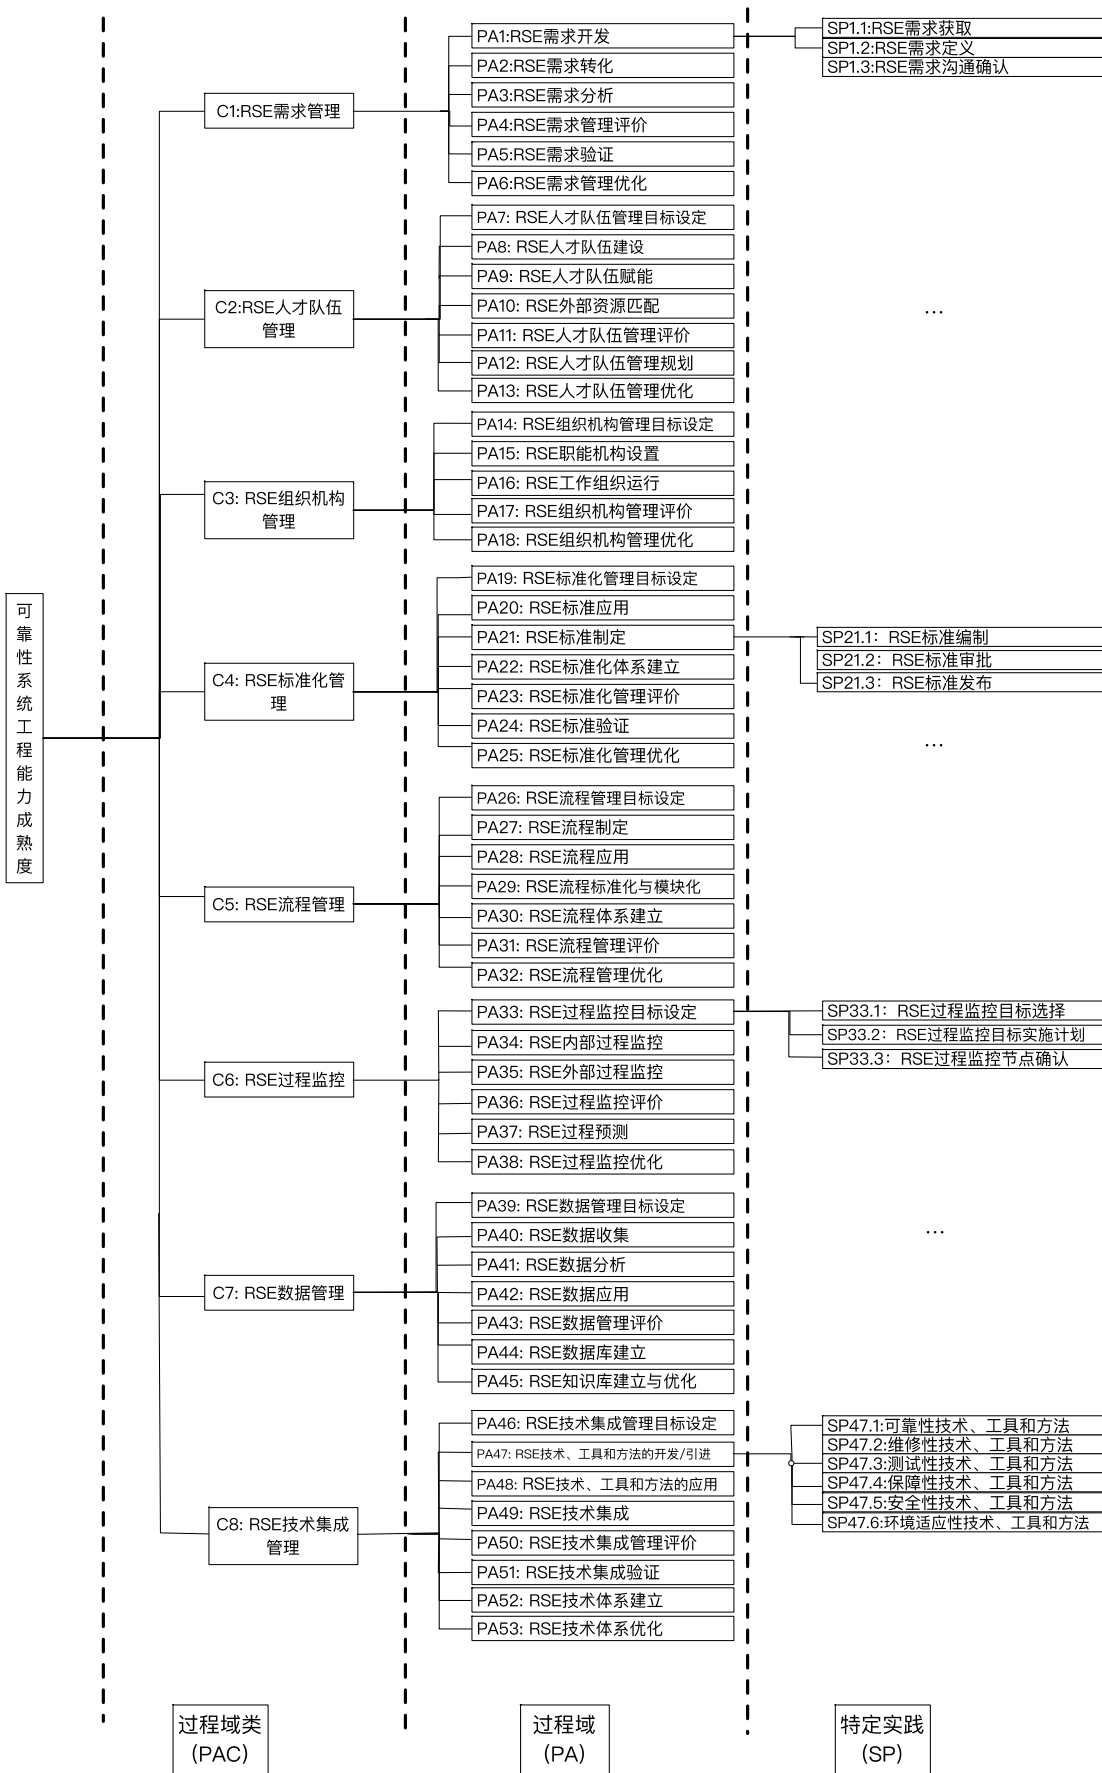 可靠性系统工程能力成熟度
C1:RSE需求管理
PA1:RSE需求开发
PA2:RSE需求转化
PA3:RSE需求分析
PA4:RSE需求管理评价
PA5:RSE需求验证
PA6:RSE需求管理优化
SP1.1:RSE需求获取
SP1.2:RSE需求定义
SP1.3:RSE需求沟通确认
C2:RSE人才队伍
管理
PA7: RSE人才队伍管理目标设定
PA8: RSE人才队伍建设
PA9: RSE人才队伍赋能
PA10: RSE外部资源匹配
PA11: RSE人才队伍管理评价
PA12: RSE人才队伍管理规划
PA13: RSE人才队伍管理优化
…
C3: RSE组织机构
管理
PA14: RSE组织机构管理目标设定
PA15: RSE职能机构设置
PA16: RSE工作组织运行
PA17: RSE组织机构管理评价
PA18: RSE组织机构管理优化
C4: RSE标准化管
理
PA19: RSE标准化管理目标设定
PA20: RSE标准应用
PA21: RSE标准制定
PA22: RSE标准化体系建立
PA23: RSE标准化管理评价
PA24: RSE标准验证
PA25: RSE标准化管理优化
SP21.1：RSE标准编制
SP21.2：RSE标准审批
SP21.3：RSE标准发布
…
C5: RSE流程管理
PA26: RSE流程管理目标设定
PA27: RSE流程制定
PA28: RSE流程应用
PA29: RSE流程标准化与模块化
PA30: RSE流程体系建立
PA31: RSE流程管理评价
PA32: RSE流程管理优化
C6: RSE过程监控
PA33: RSE过程监控目标设定
PA34: RSE内部过程监控
PA35: RSE外部过程监控
PA36: RSE过程监控评价
PA37: RSE过程预测
PA38: RSE过程监控优化
SP33.1：RSE过程监控目标选择
SP33.2：RSE过程监控目标实施计划
SP33.3：RSE过程监控节点确认
C7: RSE数据管理
PA39: RSE数据管理目标设定
PA40: RSE数据收集
PA41: RSE数据分析
PA42: RSE数据应用
PA43: RSE数据管理评价
PA44: RSE数据库建立
PA45: RSE知识库建立与优化
…
C8: RSE技术集成
管理
PA46: RSE技术集成管理目标设定
PA47: RSE技术、工具和方法的开发/引进
PA48: RSE技术、工具和方法的应用
PA49: RSE技术集成
PA50: RSE技术集成管理评价
PA51: RSE技术集成验证
PA52: RSE技术体系建立
PA53: RSE技术体系优化
SP47.1:可靠性技术、工具和方法
SP47.2:维修性技术、工具和方法
SP47.3:测试性技术、工具和方法
SP47.4:保障性技术、工具和方法
SP47.5:安全性技术、工具和方法
SP47.6:环境适应性技术、工具和方法
过程域类
(PAC)
过程域
(PA)
特定实践
(SP)